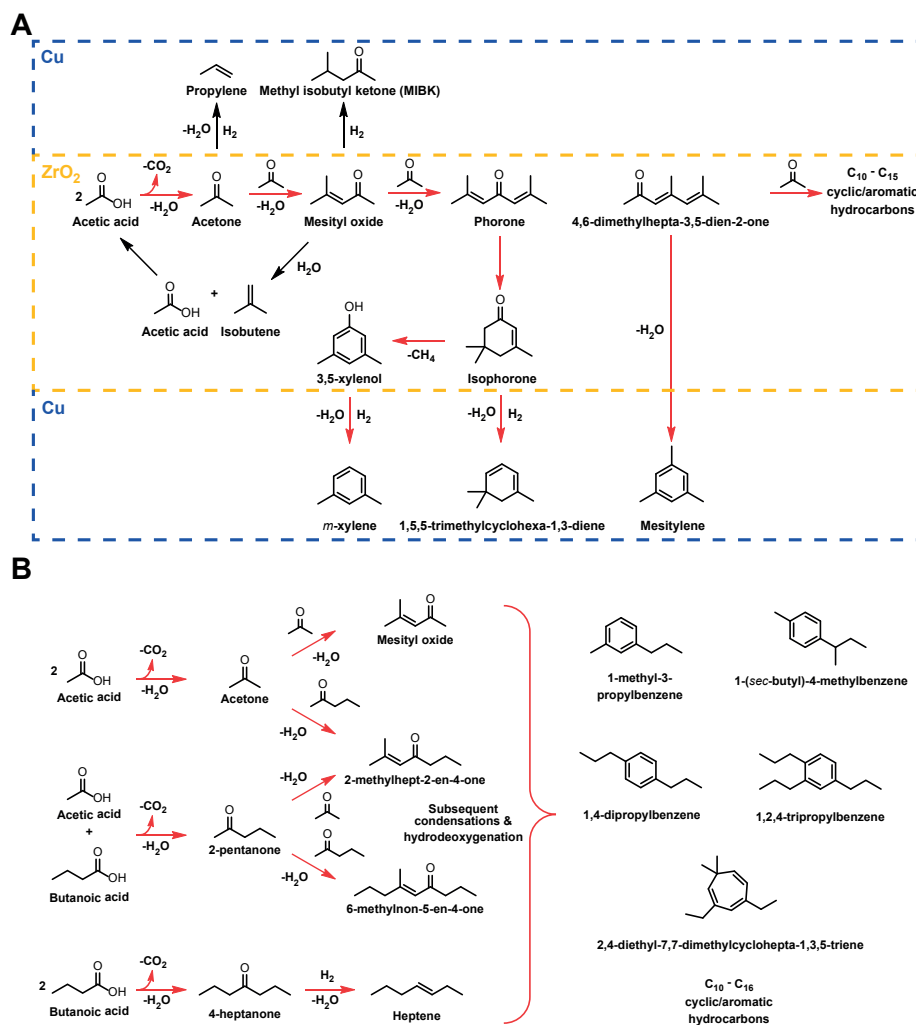 A
Cu
Propylene
Methyl isobutyl ketone (MIBK)
-H2O H2
H2
ZrO2
2
-CO2
-H2O
-H2O
-H2O
C10 - C15
cyclic/aromatic
hydrocarbons
Acetic acid
Acetone
Mesityl oxide
Phorone
4,6-dimethylhepta-3,5-dien-2-one
H2O
+
Acetic acid
Isobutene
-CH4
-H2O
3,5-xylenol
Isophorone
Cu
-H2O H2
-H2O H2
m-xylene
1,5,5-trimethylcyclohexa-1,3-diene
Mesitylene
B
2
Acetic acid
-CO2
-H2O
Acetone
-H2O
Mesityl oxide
-H2O
2-methylhept-2-en-4-one
Acetic acid
+
Butanoic acid
-CO2
-H2O
2-pentanone
-H2O
-H2O
6-methylnon-5-en-4-one
2
Butanoic acid
-CO2
-H2O
4-heptanone
H2
-H2O
Heptene
Subsequent
condensations &
hydrodeoxygenation
1-methyl-3-
propylbenzene
1-(sec-butyl)-4-methylbenzene
1,4-dipropylbenzene
1,2,4-tripropylbenzene
2,4-diethyl-7,7-dimethylcyclohepta-1,3,5-triene
C10 - C16
cyclic/aromatic
hydrocarbons